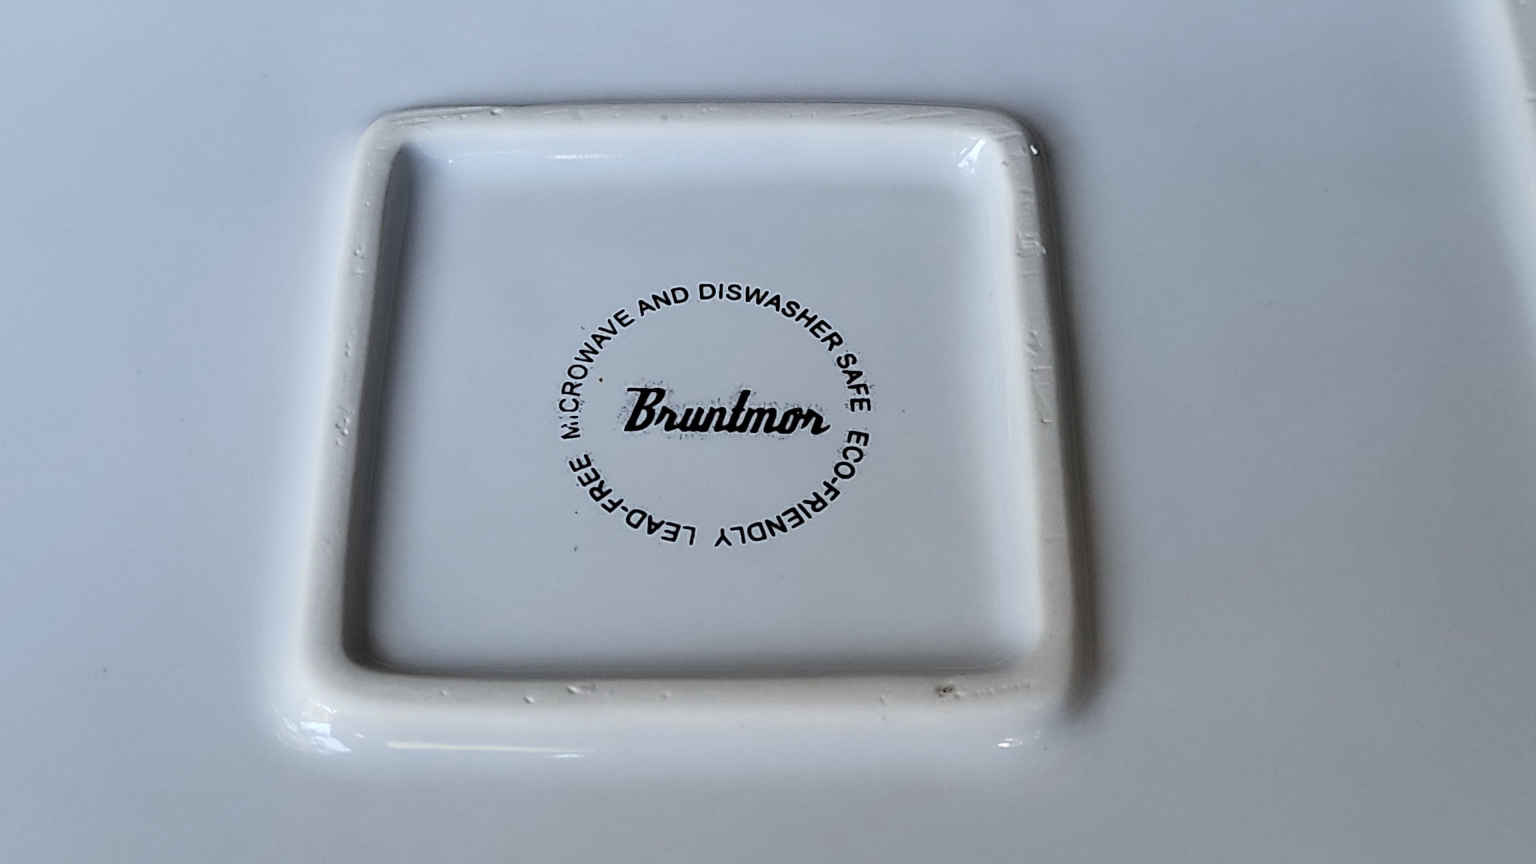 MICROWAVE AND DISWASHER SAFE
ECO-FRIENDLY
LEAD-FREE
Bruntmor